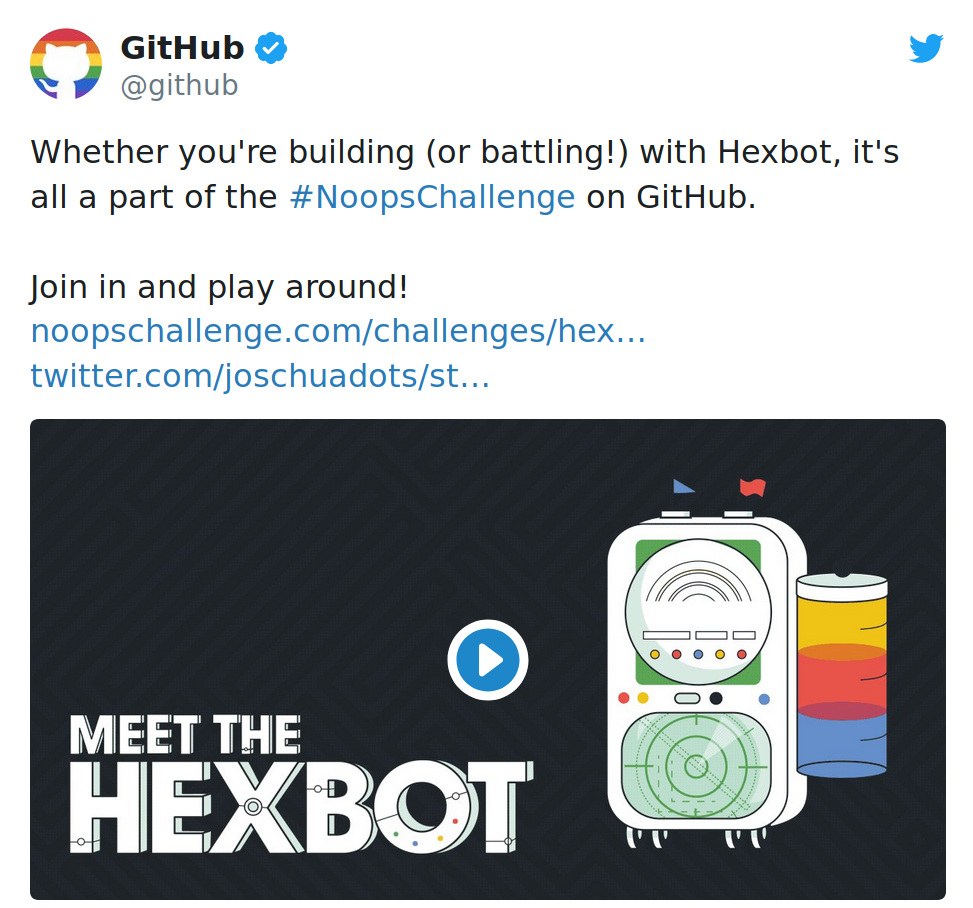 GitHub
@github
Whether you're building (or battling!) with Hexbot, it's
all a part of the #NoopsChallenge on GitHub.
Join in and play around!
noopschallenge.com/challenges/hex…
twitter.com/joschuadots/st…
MEET THE
HEXBOT